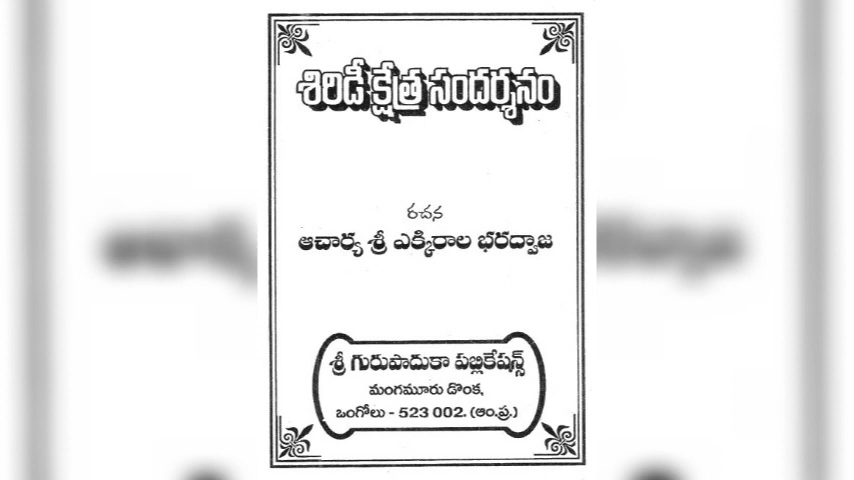 శిరిడీ క్షేత్ర సందర్శనం
రచన
ఆచార్య శ్రీ ఎక్కిరాల భరద్వాజ
శ్రీ గురుపాదుకా పబ్లికేషన్స్
మంగమూరు డొంక,
ఒంగోలు - 523 002. (ఆం.ప్ర.)